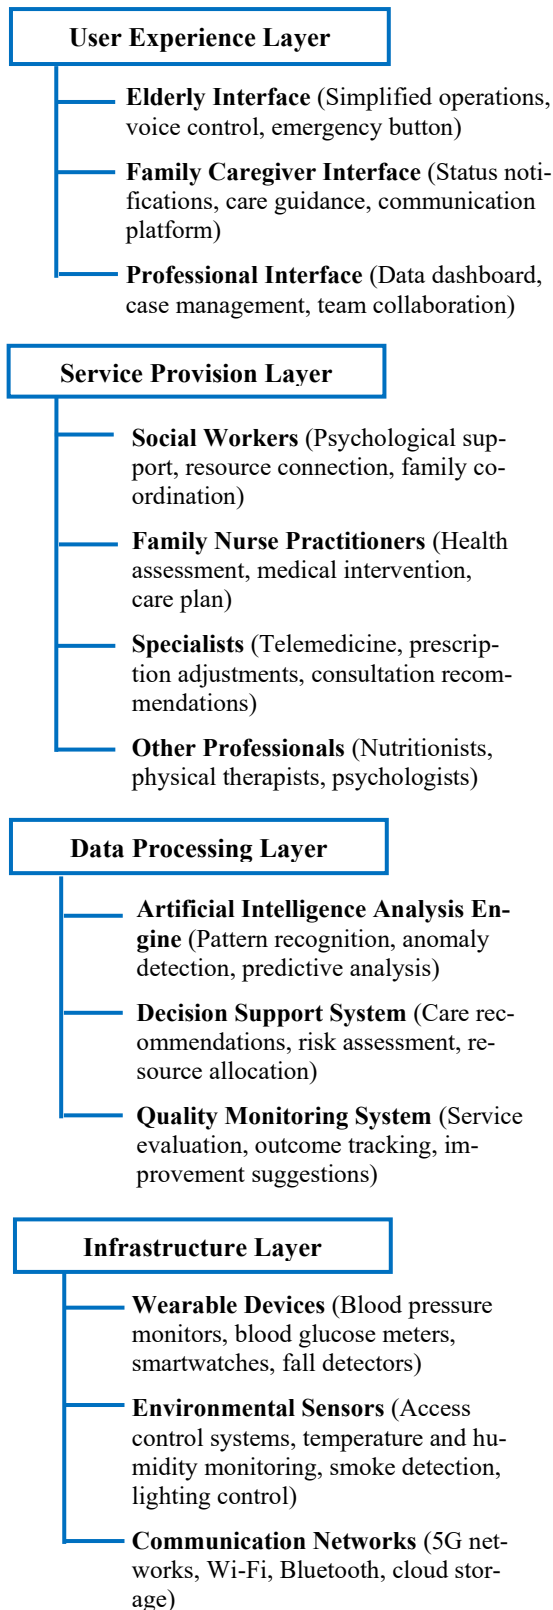 User Experience Layer
Elderly Interface (Simplified operations,
voice control, emergency button)
Family Caregiver Interface (Status noti-
fications, care guidance, communication
platform)
Professional Interface (Data dashboard,
case management, team collaboration)
Service Provision Layer
Social Workers (Psychological sup-
port, resource connection, family co-
ordination)
Family Nurse Practitioners (Health
assessment, medical intervention,
care plan)
Specialists (Telemedicine, prescrip-
tion adjustments, consultation recom-
mendations)
Other Professionals (Nutritionists,
physical therapists, psychologists)
Data Processing Layer
Artificial Intelligence Analysis En-
gine (Pattern recognition, anomaly
detection, predictive analysis)
Decision Support System (Care rec-
ommendations, risk assessment, re-
source allocation)
Quality Monitoring System (Service
evaluation, outcome tracking, im-
provement suggestions)
Infrastructure Layer
Wearable Devices (Blood pressure
monitors, blood glucose meters,
smartwatches, fall detectors)
Environmental Sensors (Access
control systems, temperature and hu-
midity monitoring, smoke detection,
lighting control)
Communication Networks (5G net-
works, Wi-Fi, Bluetooth, cloud stor-
age)